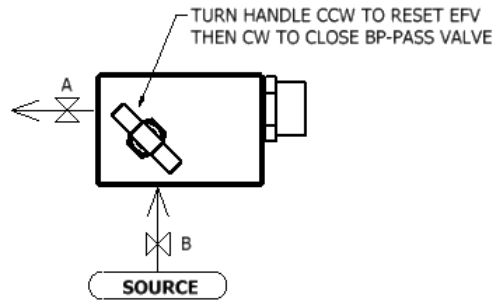 TURN HANDLE CCW TO RESET EFV
THEN CW TO CLOSE BP-PASS VALVE
A
B
SOURCE